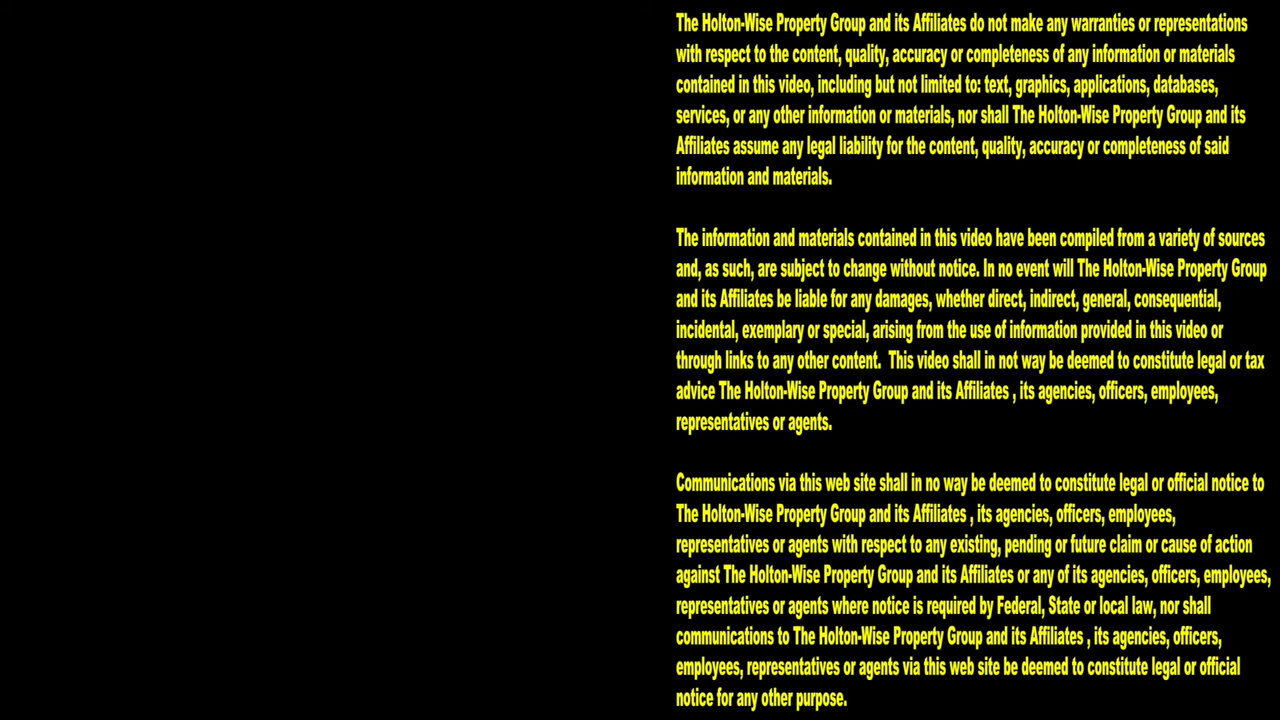 The Holton-Wise Property Group and its Affiliates do not make any warranties or representations
with respect to the content, quality, accuracy or completeness of any information or materials
contained in this video, including but not limited to: text, graphics, applications, databases,
services, or any other information or materials, nor shall The Holton-Wise Property Group and its
Affiliates assume any legal liability for the content, quality, accuracy or completeness of said
information and materials.
The information and materials contained in this video have been compiled from a variety of sources
and, as such, are subject to change without notice. In no event will The Holton-Wise Property Group
and its Affiliates be liable for any damages, whether direct, indirect, general, consequential,
incidental, exemplary or special, arising from the use of information provided in this video or
through links to any other content.  This video shall in not way be deemed to constitute legal or tax
advice The Holton-Wise Property Group and its Affiliates , its agencies, officers, employees,
representatives or agents.
Communications via this web site shall in no way be deemed to constitute legal or official notice to
The Holton-Wise Property Group and its Affiliates , its agencies, officers, employees,
representatives or agents with respect to any existing, pending or future claim or cause of action
against The Holton-Wise Property Group and its Affiliates or any of its agencies, officers, employees,
representatives or agents where notice is required by Federal, State or local law, nor shall
communications to The Holton-Wise Property Group and its Affiliates , its agencies, officers,
employees, representatives or agents via this web site be deemed to constitute legal or official
notice for any other purpose.